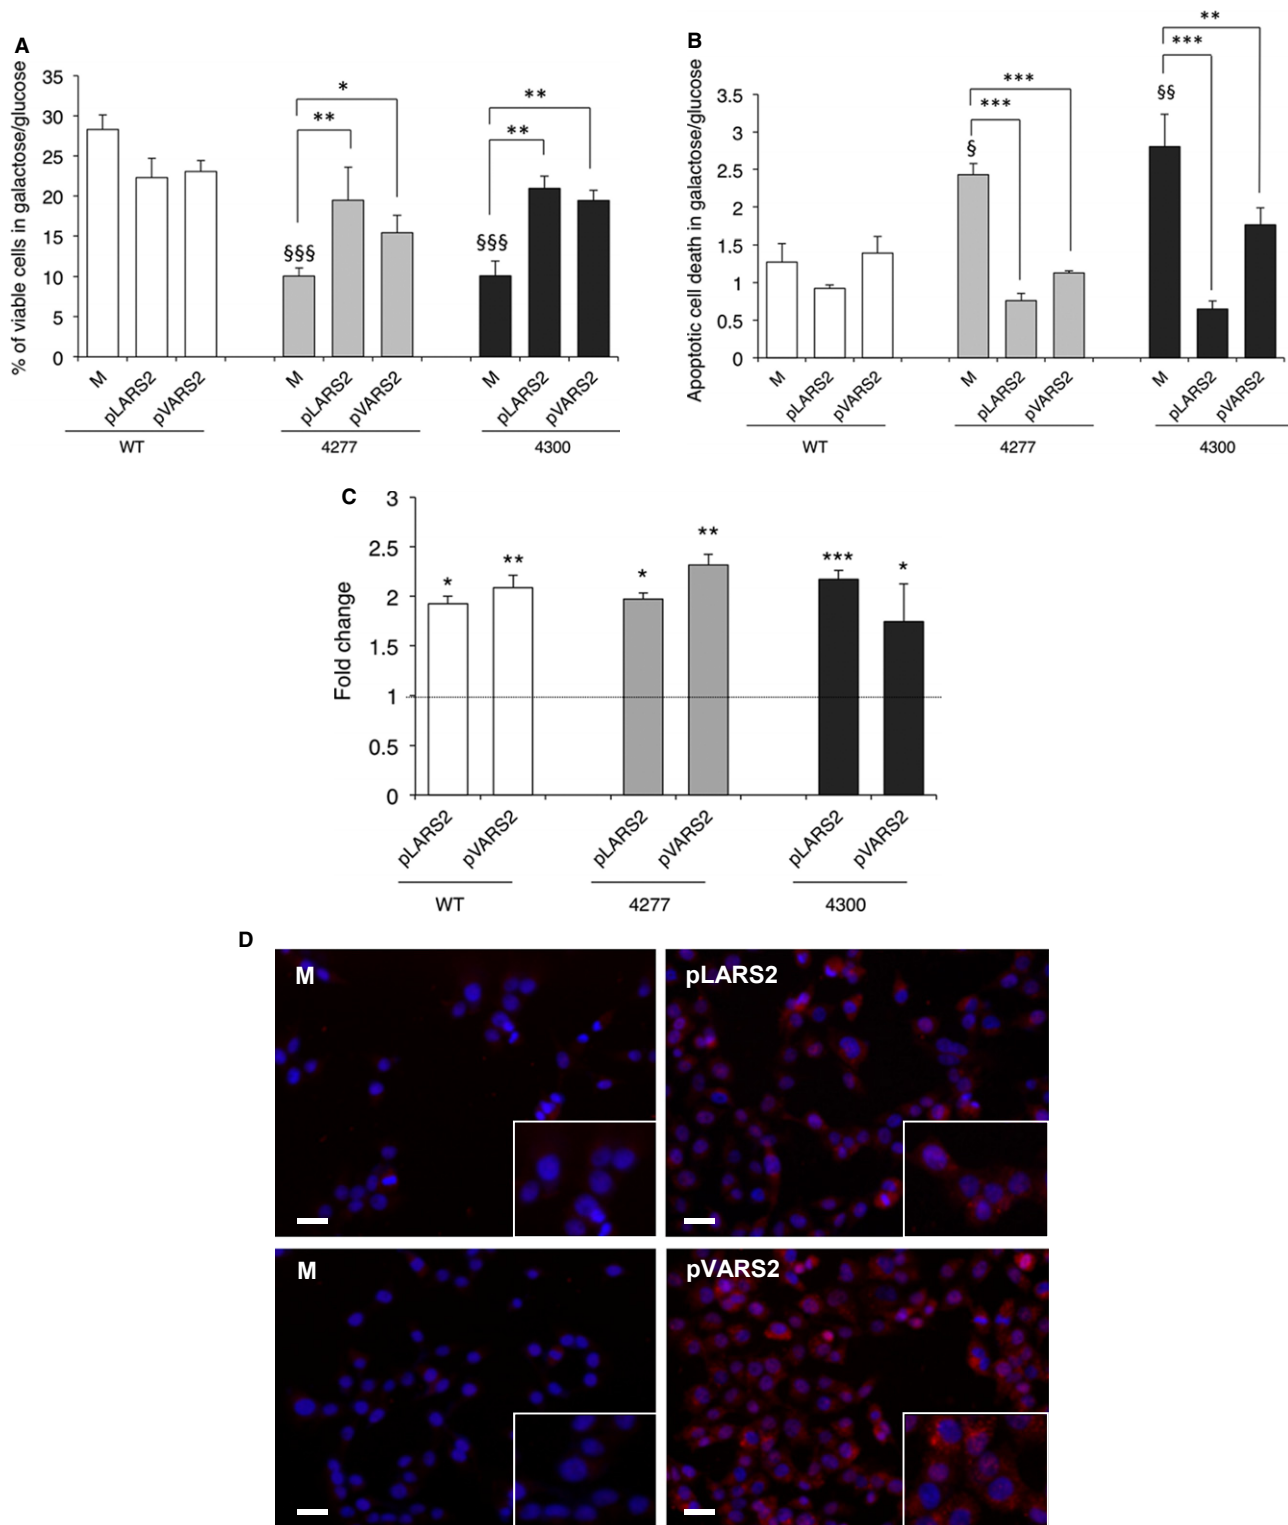 A
% of viable cells in galactose/glucose
35
30
25
20
15
10
5
0
*
**
§§§
**
**
§§§
M pLARS2 pVARS2 M pLARS2 pVARS2 M pLARS2 pVARS2
WT 4277 4300
B
Apoptotic cell death in galactose/glucose
3.5
3
2.5
2
1.5
1
0.5
0
***
***
§
**
***
§§
M pLARS2 pVARS2 M pLARS2 pVARS2 M pLARS2 pVARS2
WT 4277 4300
C
Fold change
3
2.5
2
1.5
1
0.5
0
* ** * ** *** *
pLARS2 pVARS2 pLARS2 pVARS2 pLARS2 pVARS2
WT 4277 4300
D
M pLARS2
M pVARS2